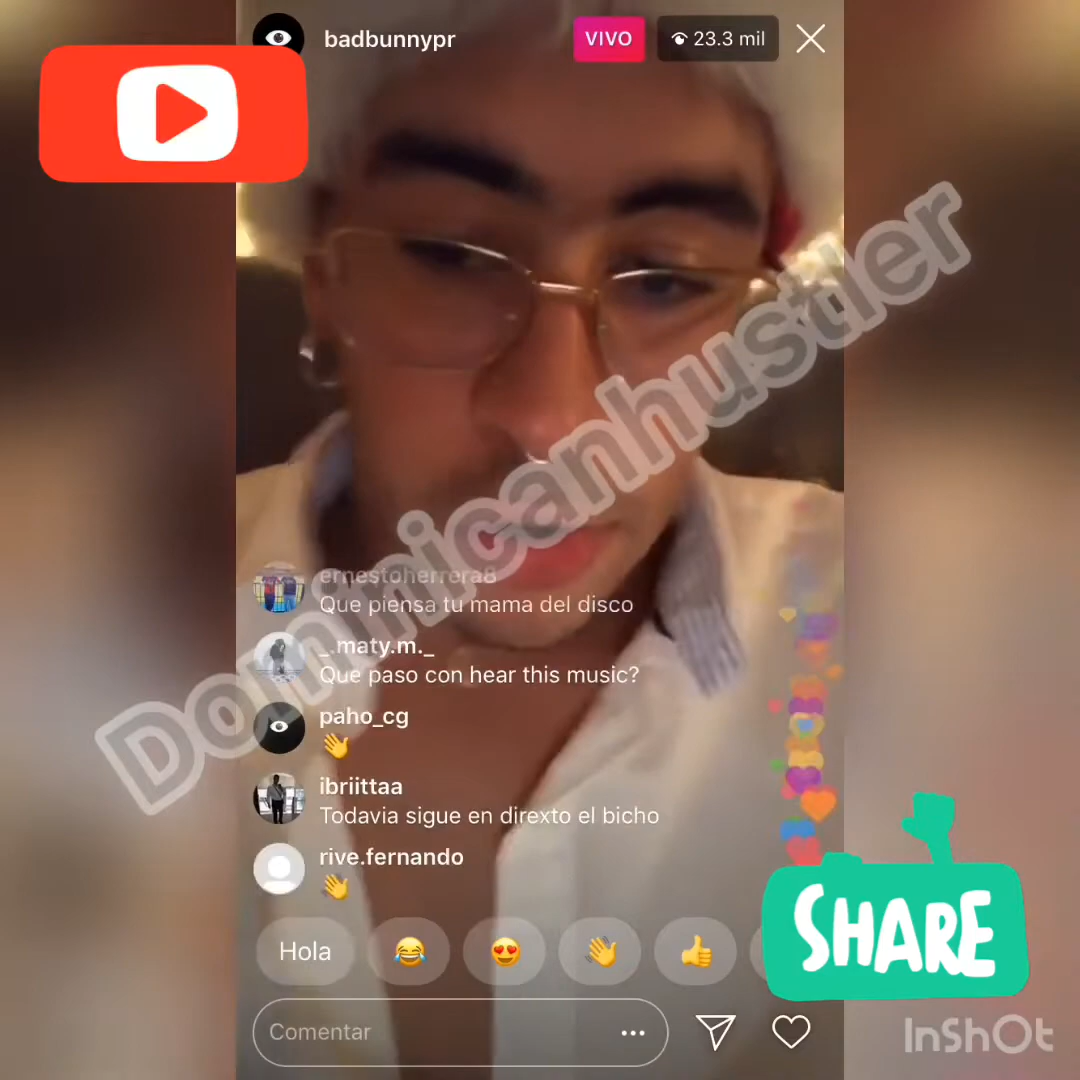 badbunnypr
VIVO
23.3 mil
ernestoherrera8
Que piensa tu mama del disco
_.maty.m._
Que paso con hear this music?
paho_cg
👋
ibriittaa
Todavia sigue en direxto el bicho
rive.fernando
👋
Dominicanhustler
Hola
SHARE
Comentar
InShOt